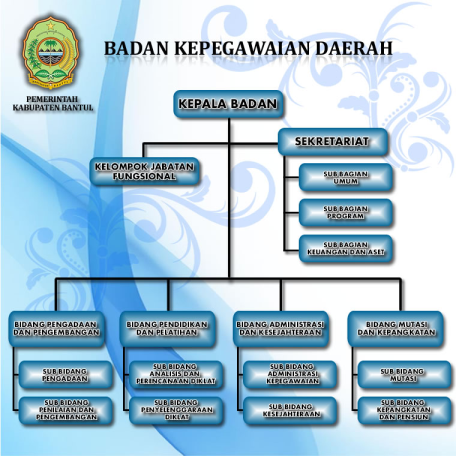 BADAN KEPEGAWAIAN DAERAH
PEMERINTAH
KABUPATEN BANTUL
KEPALA BADAN
SEKRETARIAT
KELOMPOK JABATAN
FUNGSIONAL
SUB BAGIAN
UMUM
SUB BAGIAN
PROGRAM
SUB BAGIAN
KEUANGAN DAN ASET
BIDANG PENGADAAN
DAN PENGEMBANGAN
SUB BIDANG
PENGADAAN
SUB BIDANG
PENILAIAN DAN
PENGEMBANGAN
BIDANG PENDIDIKAN
DAN PELATIHAN
SUB BIDANG
ANALISIS DAN
PERENCANAAN DIKLAT
SUB BIDANG
PENYELENGGARAAN
DIKLAT
BIDANG ADMINISTRASI
DAN KESEJAHTERAAN
SUB BIDANG
ADMINISTRASI
KEPEGAWAIAN
SUB BIDANG
KESEJAHTERAAN
BIDANG MUTASI
DAN KEPANGKATAN
SUB BIDANG
MUTASI
SUB BIDANG
KEPANGKATAN
DAN PENSIUN